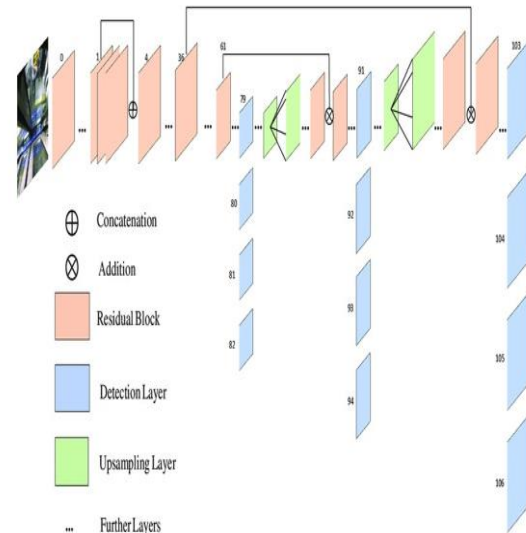 0
1
4
36
61
79
91
103
80
81
82
92
93
94
104
105
106
Concatenation
Addition
Residual Block
Detection Layer
Upsampling Layer
... Further Layers